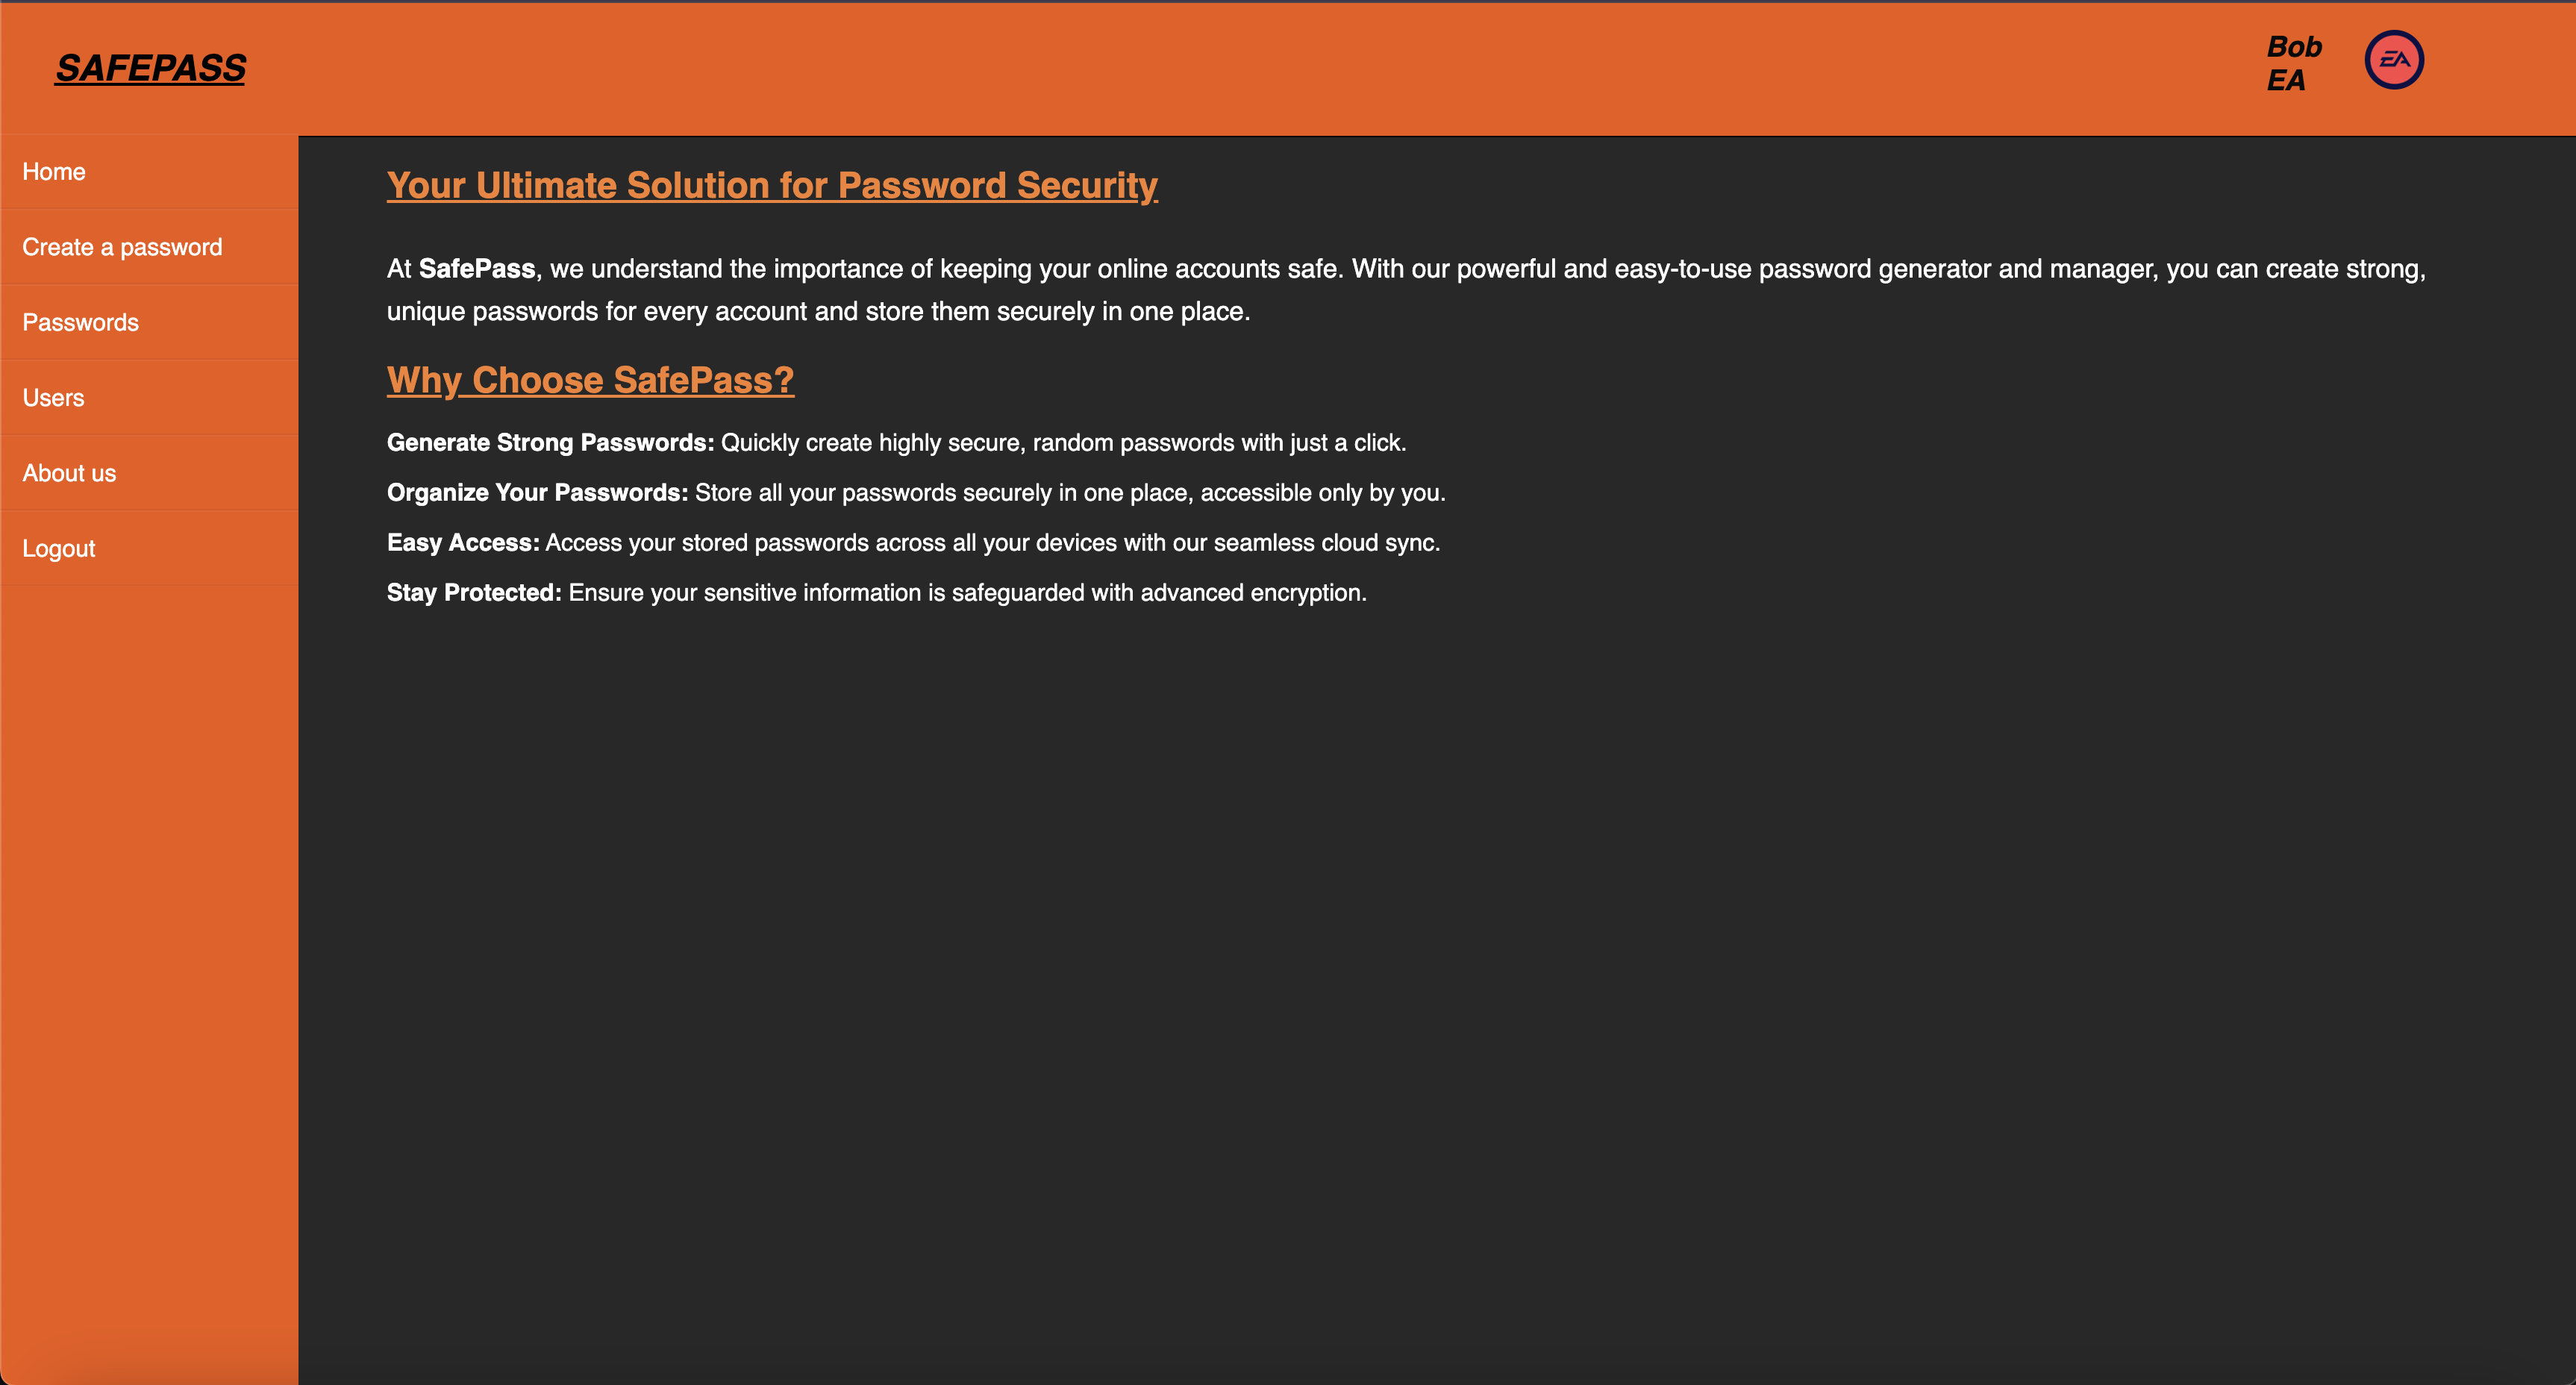 SAFEPASS
Bob
EA
EA
Home
Create a password
Passwords
Users
About us
Logout
Your Ultimate Solution for Password Security
At SafePass, we understand the importance of keeping your online accounts safe. With our powerful and easy-to-use password generator and manager, you can create strong,
unique passwords for every account and store them securely in one place.
Why Choose SafePass?
Generate Strong Passwords: Quickly create highly secure, random passwords with just a click.
Organize Your Passwords: Store all your passwords securely in one place, accessible only by you.
Easy Access: Access your stored passwords across all your devices with our seamless cloud sync.
Stay Protected: Ensure your sensitive information is safeguarded with advanced encryption.